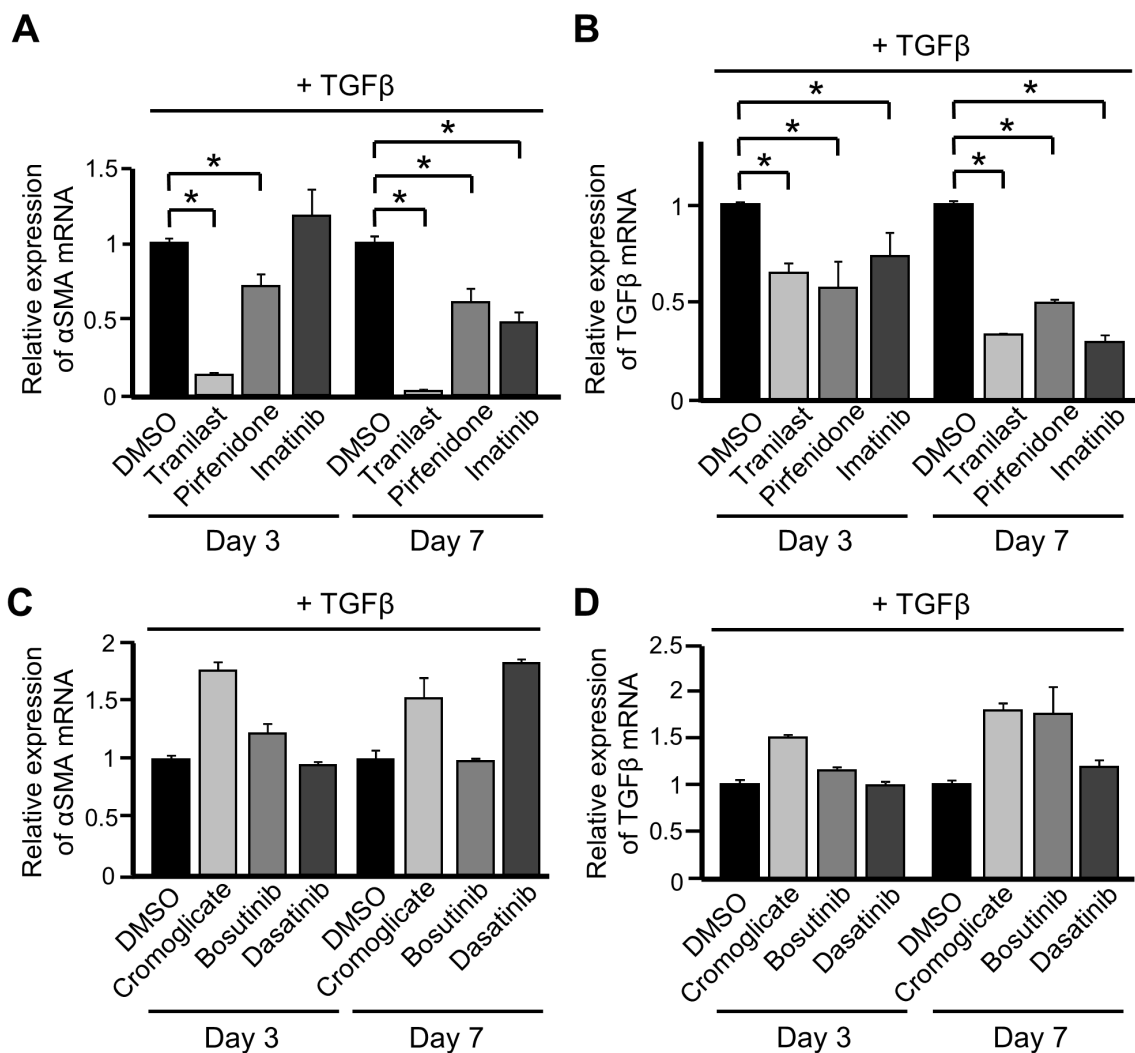 A
+ TGFβ
Relative expression
of αSMA mRNA
1.5
1
0.5
0
* * * * *
DMSO
Tranilast
Pirfenidone
Imatinib
DMSO
Tranilast
Pirfenidone
Imatinib
Day 3
Day 7
B
+ TGFβ
Relative expression
of TGFβ mRNA
1
0.5
0
* * * * * *
DMSO
Tranilast
Pirfenidone
Imatinib
DMSO
Tranilast
Pirfenidone
Imatinib
Day 3
Day 7
C
+ TGFβ
Relative expression
of αSMA mRNA
2
1.5
1
0.5
0
DMSO
Cromoglicate
Bosutinib
Dasatinib
DMSO
Cromoglicate
Bosutinib
Dasatinib
Day 3
Day 7
D
+ TGFβ
Relative expression
of TGFβ mRNA
2.5
2
1.5
1
0.5
0
DMSO
Cromoglicate
Bosutinib
Dasatinib
DMSO
Cromoglicate
Bosutinib
Dasatinib
Day 3
Day 7